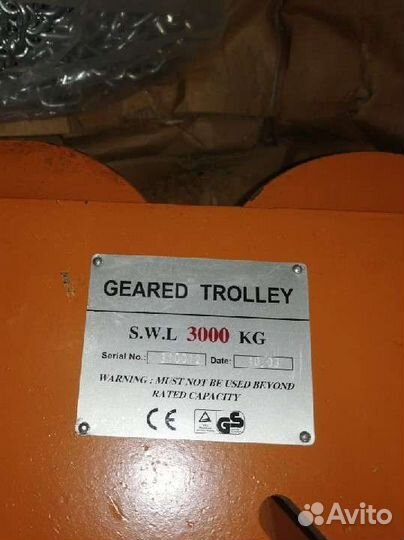 GEARED TROLLEY
S.W.L 3000 KG
Serial No.: Date:
WARNING : MUST NOT BE USED BEYOND
RATED CAPACITY
CE GS
Avito